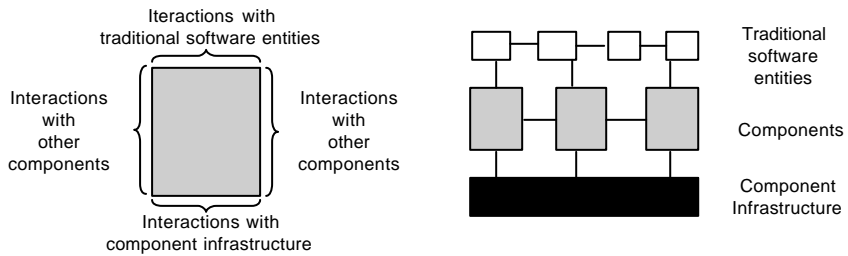 Iteractions with
traditional software entities
Interactions
with
other
components
Interactions
with
other
components
Interactions with
component infrastructure
Traditional
software
entities
Components
Component
Infrastructure